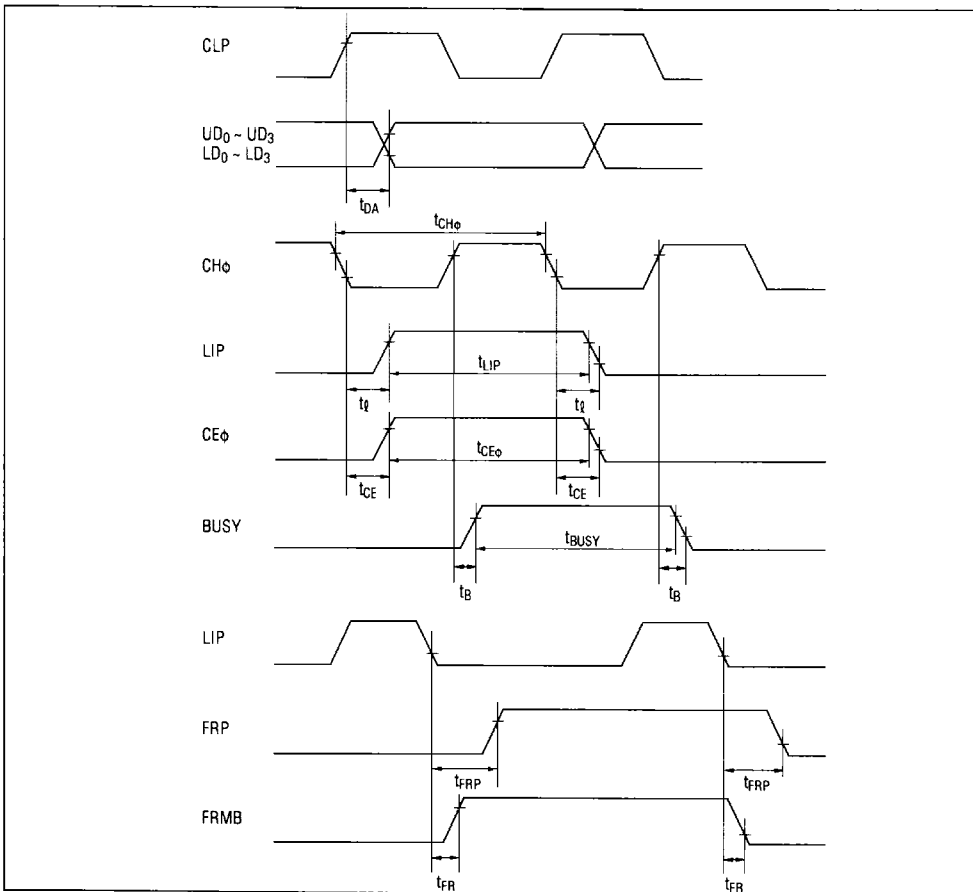 CLP
UD0 ~ UD3
LD0 ~ LD3
tDA
tCHφ
CHφ
LIP
tLIP
tℓ tℓ
CEφ
tCEφ
tCE tCE
BUSY
tBUSY
tB tB
LIP
FRP
tFRP tFRP
FRMB
tFR tFR